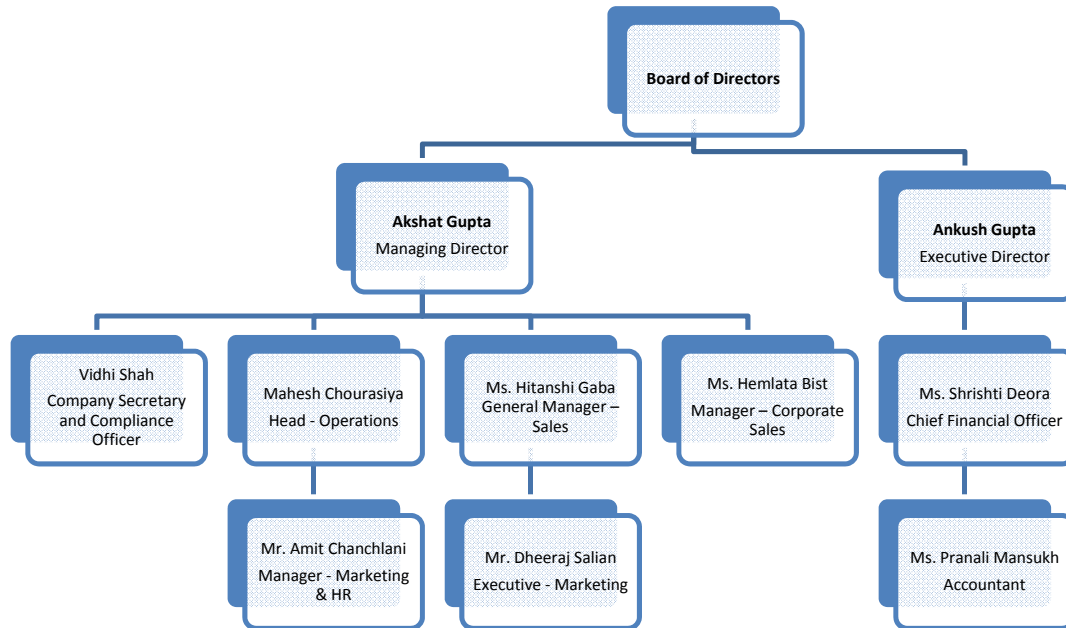 Board of Directors
Akshat Gupta
Managing Director
Ankush Gupta
Executive Director
Vidhi Shah
Company Secretary
and Compliance
Officer
Mahesh Chourasiya
Head - Operations
Ms. Hitanshi Gaba
General Manager –
Sales
Ms. Hemlata Bist
Manager – Corporate
Sales
Ms. Shrishti Deora
Chief Financial Officer
Mr. Amit Chanchlani
Manager - Marketing
& HR
Mr. Dheeraj Salian
Executive - Marketing
Ms. Pranali Mansukh
Accountant